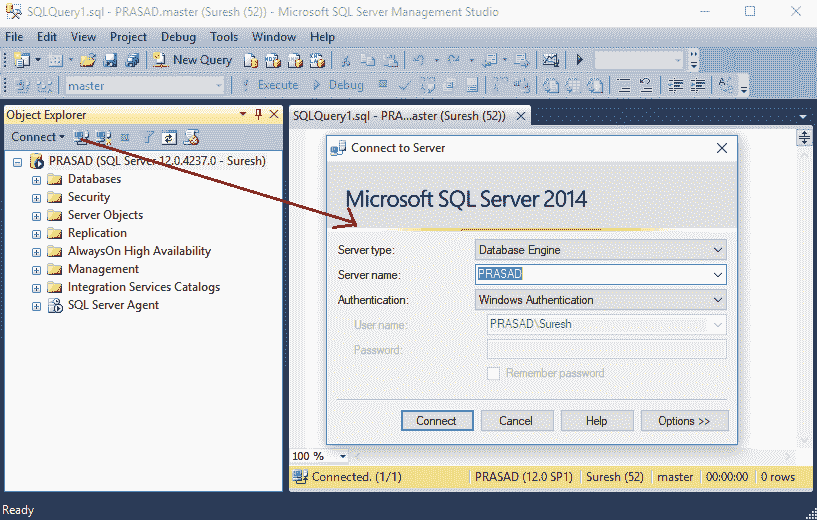 SQLQuery1.sql - PRASAD.master (Suresh (52)) - Microsoft SQL Server Management Studio
File Edit View Project Debug Tools Window Help
New Query
master Execute Debug
Object Explorer
Connect
PRASAD (SQL Server 12.0.4237.0 - Suresh)
Databases
Security
Server Objects
Replication
AlwaysOn High Availability
Management
Integration Services Catalogs
SQL Server Agent
SQLQuery1.sql - PRA...aster (Suresh (52))
Connect to Server
Microsoft SQL Server 2014
Server type: Database Engine
Server name: PRASAD
Authentication: Windows Authentication
User name: PRASAD\Suresh
Password:
Remember password
Connect Cancel Help Options >>
100 %
Connected. (1/1) PRASAD (12.0 SP1) Suresh (52) master 00:00:00 0 rows
Ready